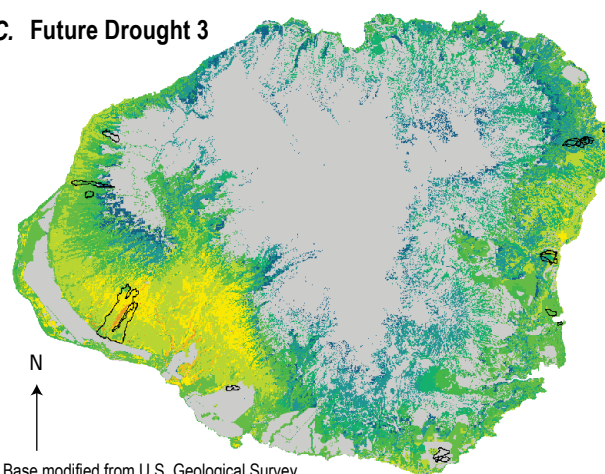 C. Future Drought 3
N
Base modified from U.S. Geological Survey